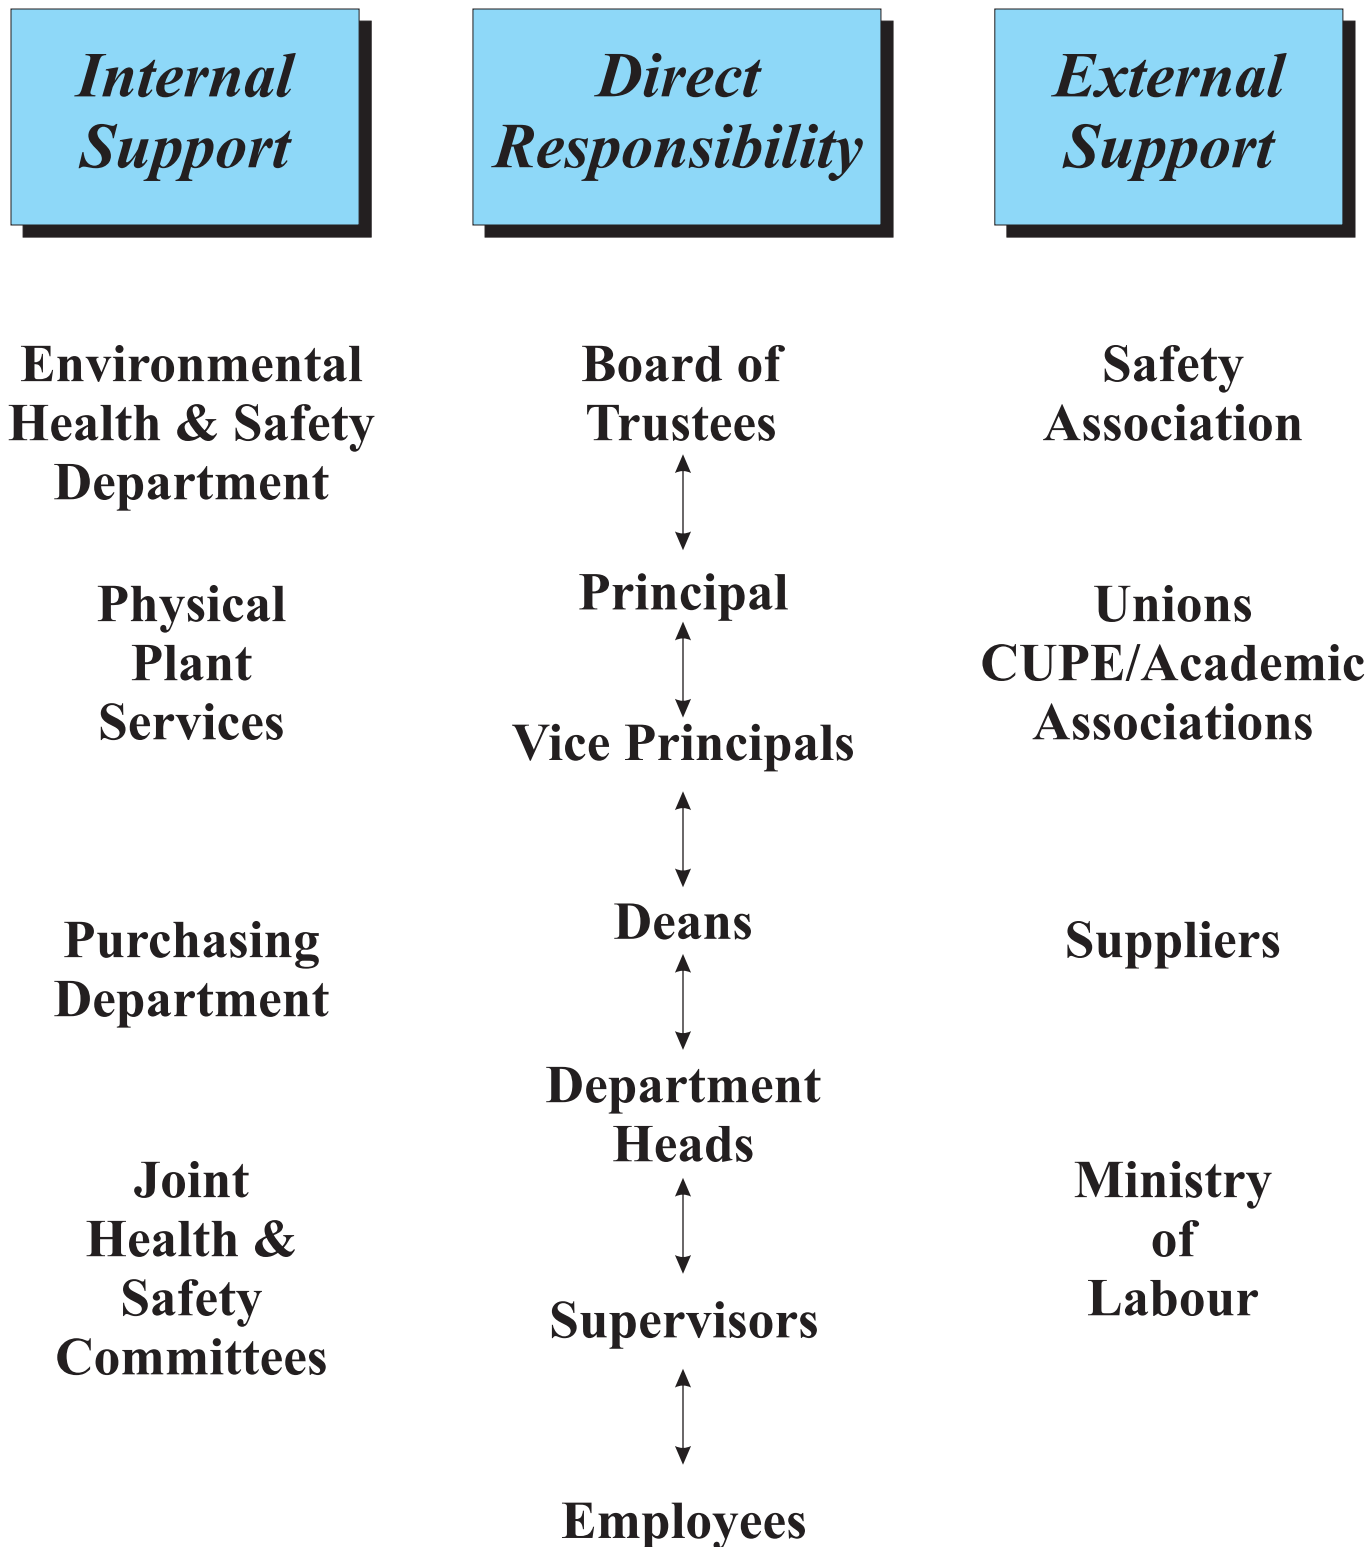 Internal
Support
Direct
Responsibility
External
Support
Environmental
Health & Safety
Department
Physical
Plant
Services
Purchasing
Department
Joint
Health &
Safety
Committees
Board of
Trustees
Principal
Vice Principals
Deans
Department
Heads
Supervisors
Employees
Safety
Association
Unions
CUPE/Academic
Associations
Suppliers
Ministry
of
Labour